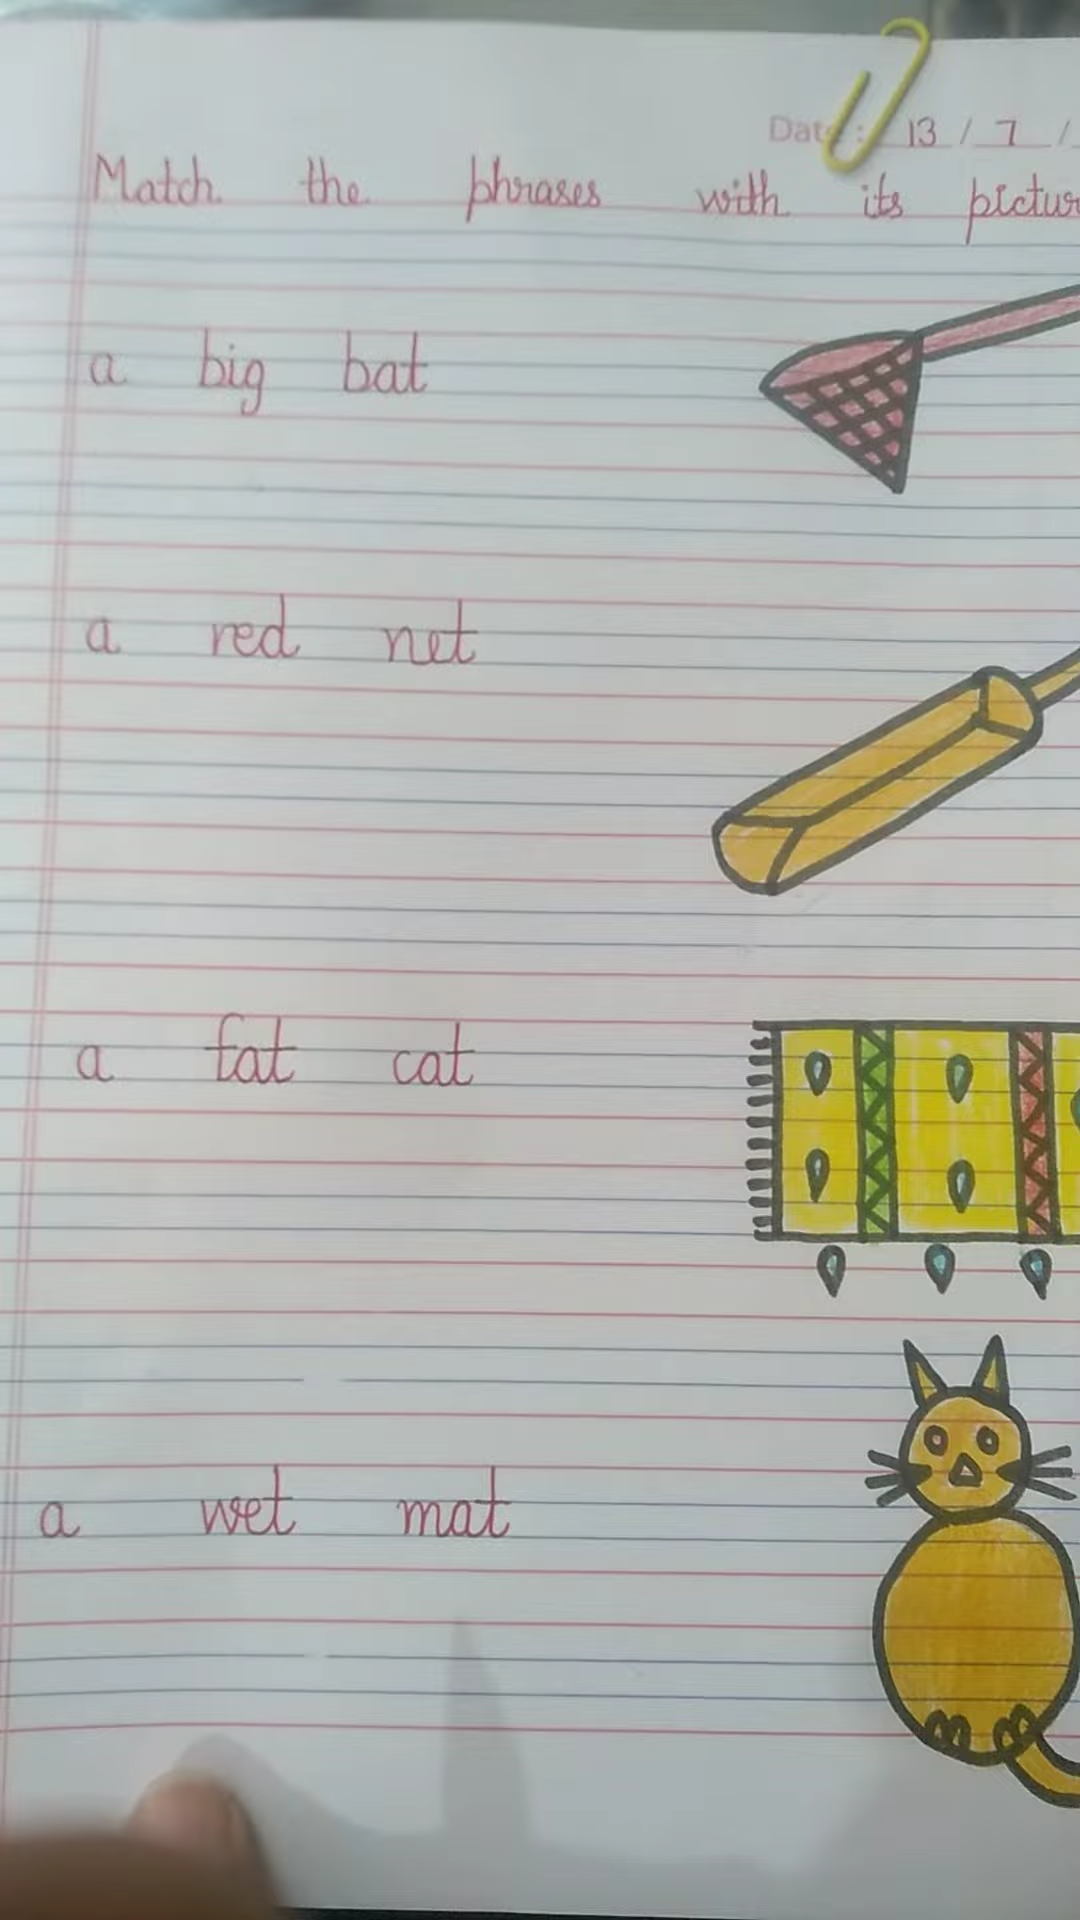 Date: 13 / 7 /
Match the phrases with its pictur
a big bat
a red net
a fat cat
a wet mat